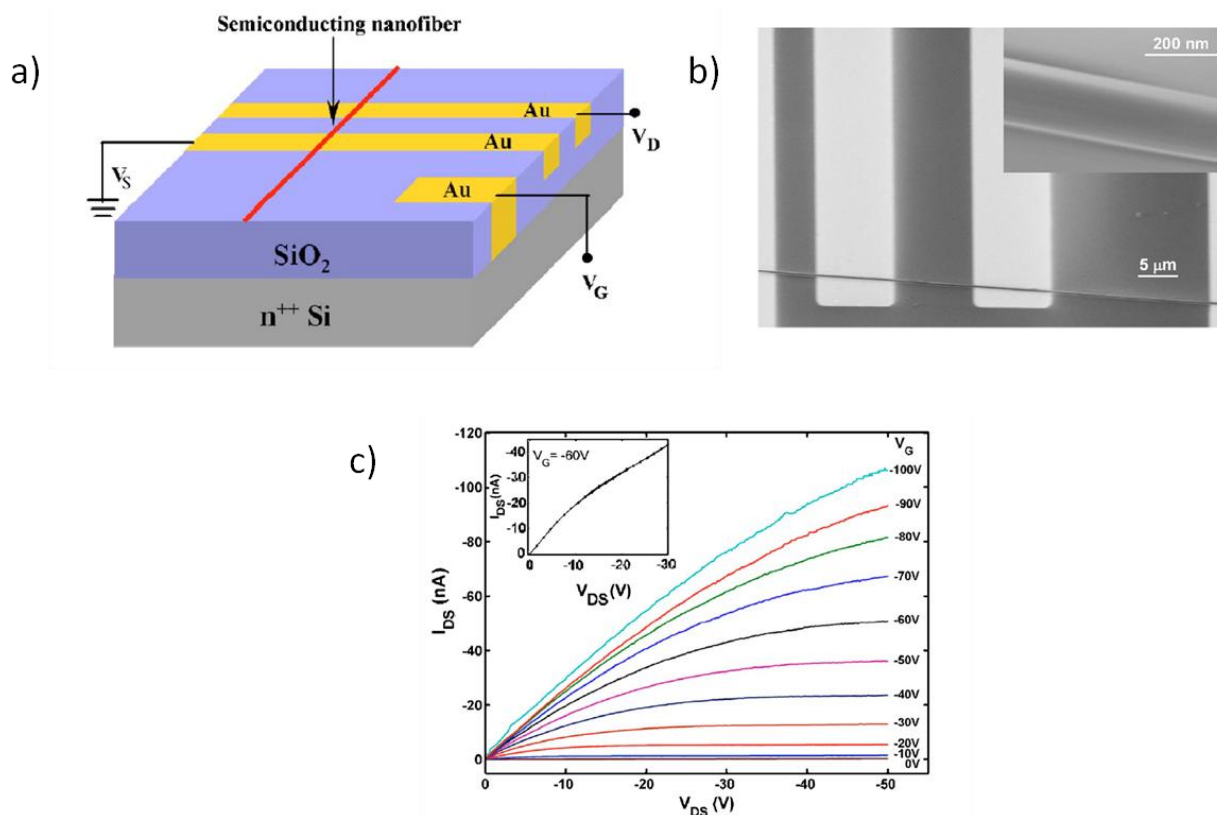 a)
Semiconducting nanofiber
Au
V_D
Au
V_S
Au
SiO₂
V_G
n⁺⁺ Si
b)
200 nm
5 µm
c)
-120
-100
-80
-60
-40
-20
0
I_DS (nA)
0
-10
-20
-30
-40
-50
V_DS (V)
V_G
-100V
-90V
-80V
-70V
-60V
-50V
-40V
-30V
-20V
-10V
0V
V_G= -60V
-40
-30
-20
-10
0
I_DS(nA)
0
-10
-20
-30
V_DS(V)